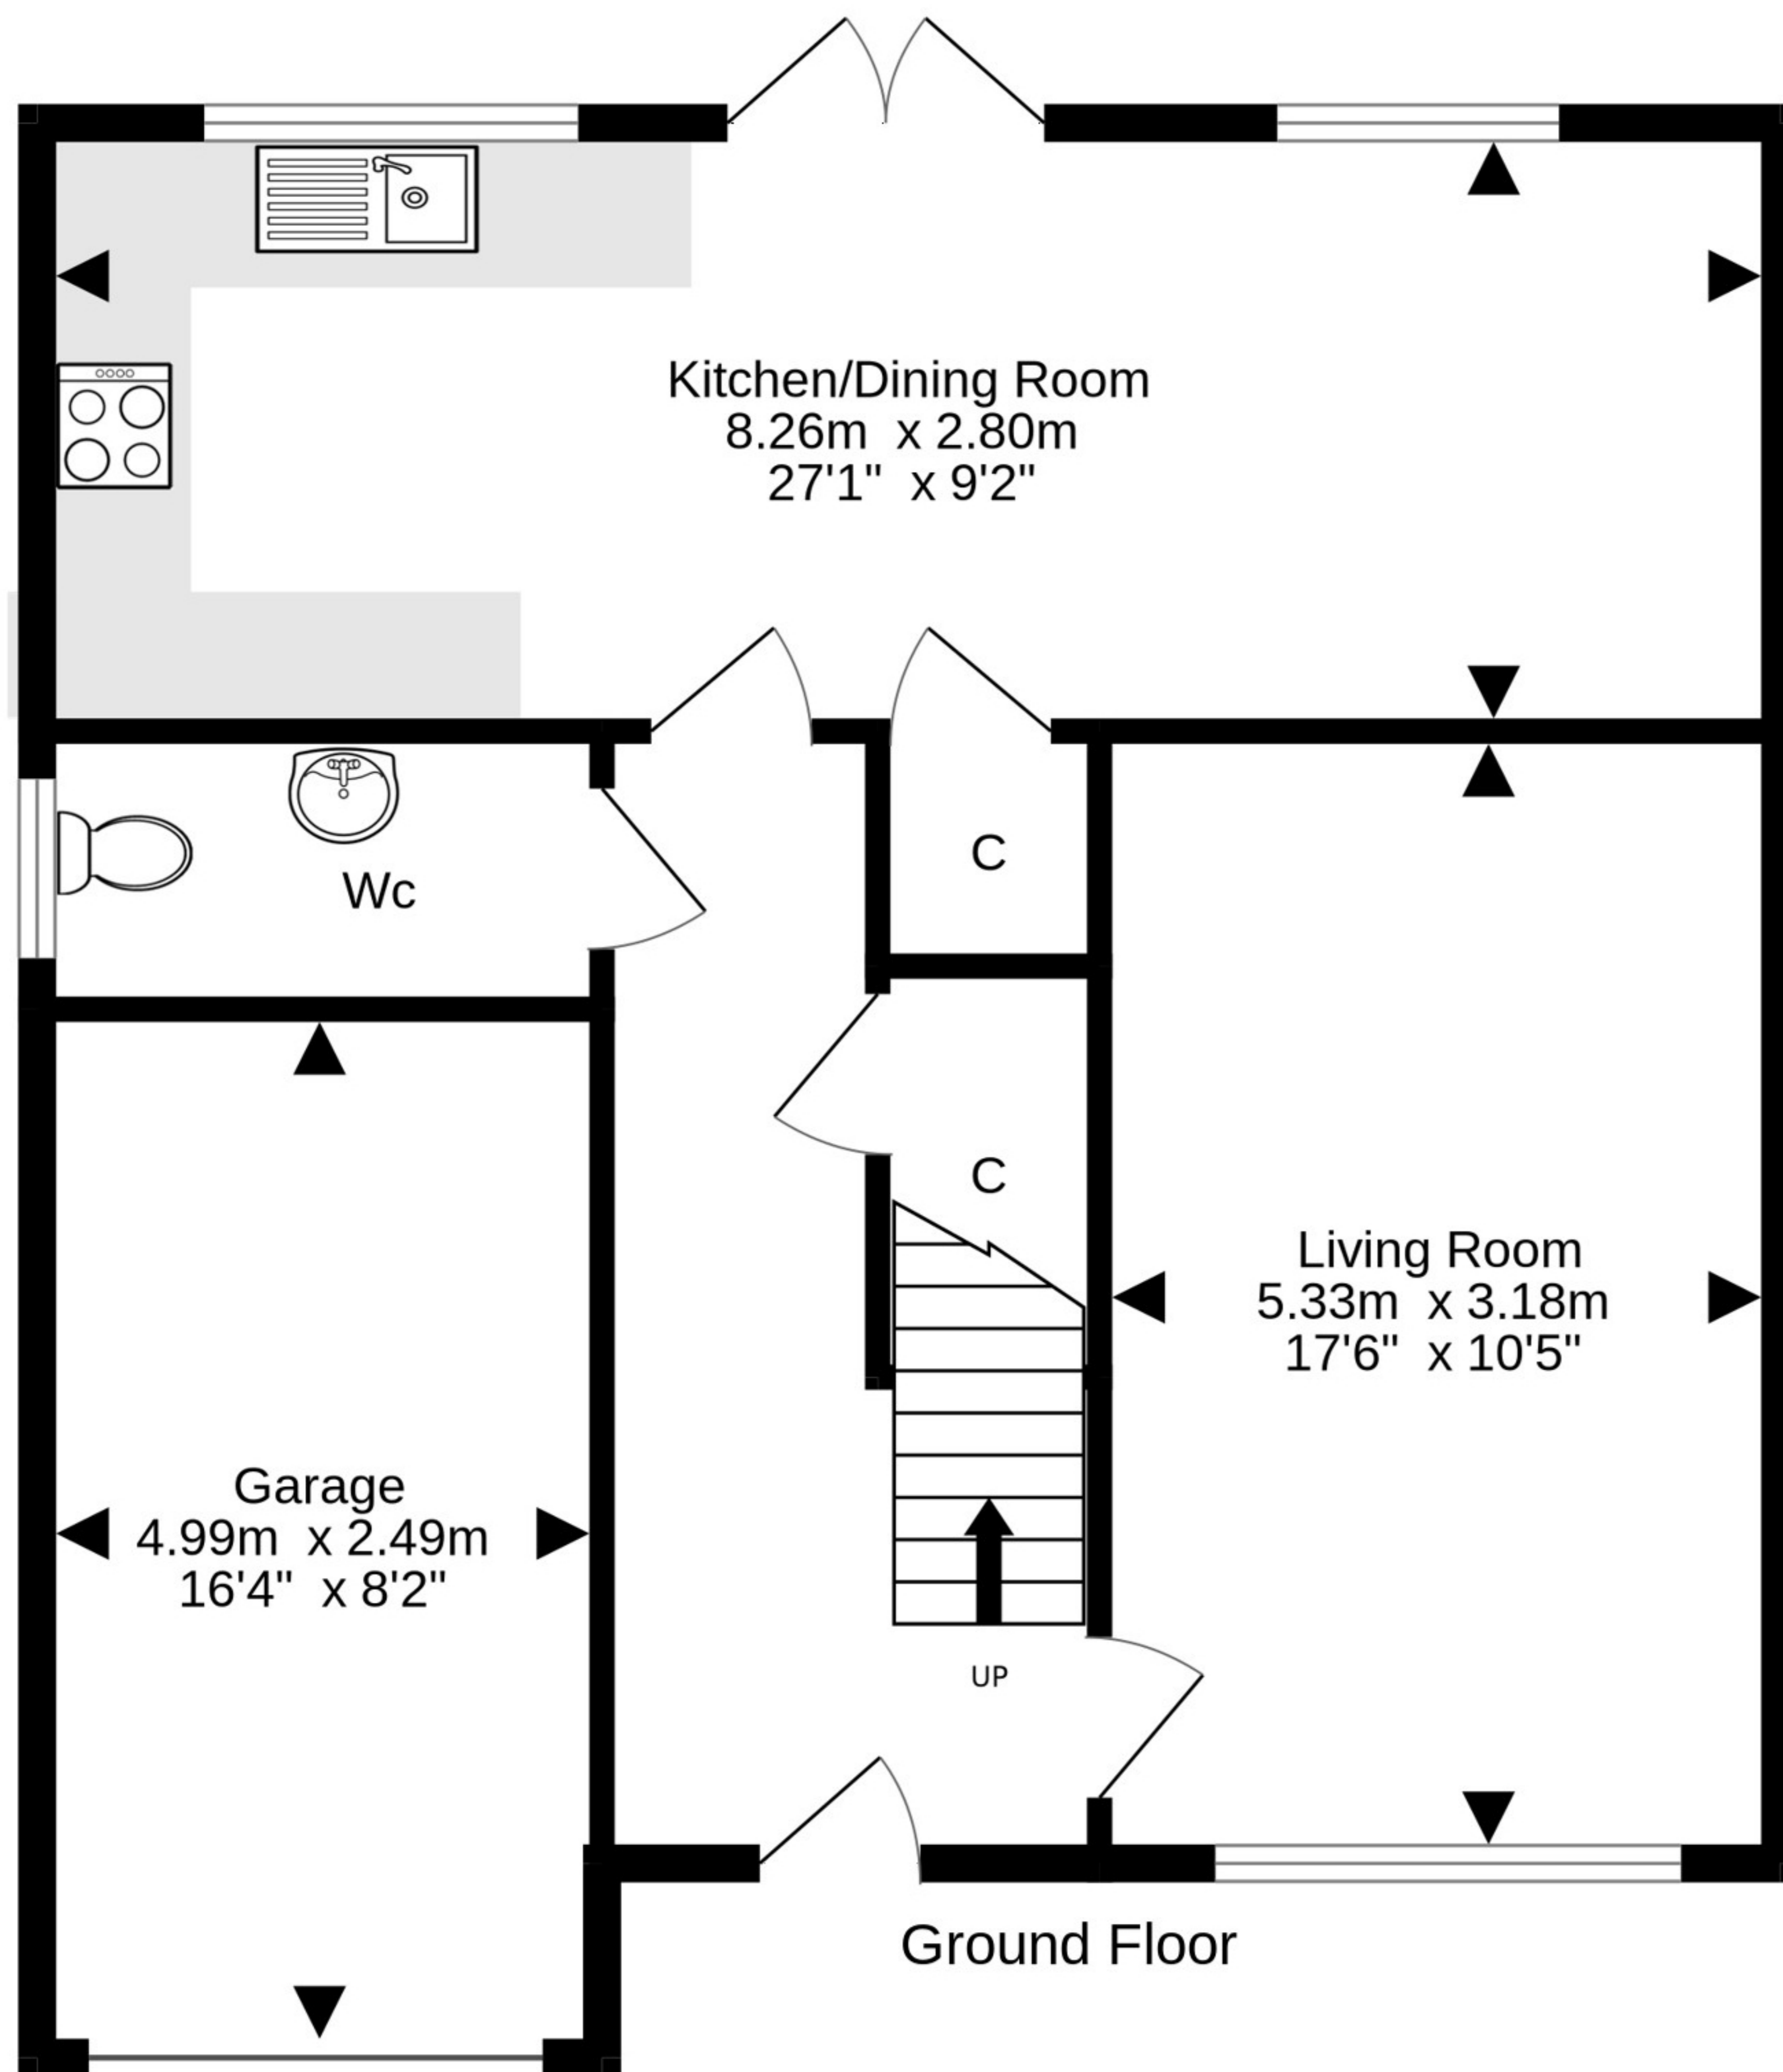 Kitchen/Dining Room
8.26m x 2.80m
27'1" x 9'2"
Wc
C
C
Living Room
5.33m x 3.18m
17'6" x 10'5"
Garage
4.99m x 2.49m
16'4" x 8'2"
UP
Ground Floor